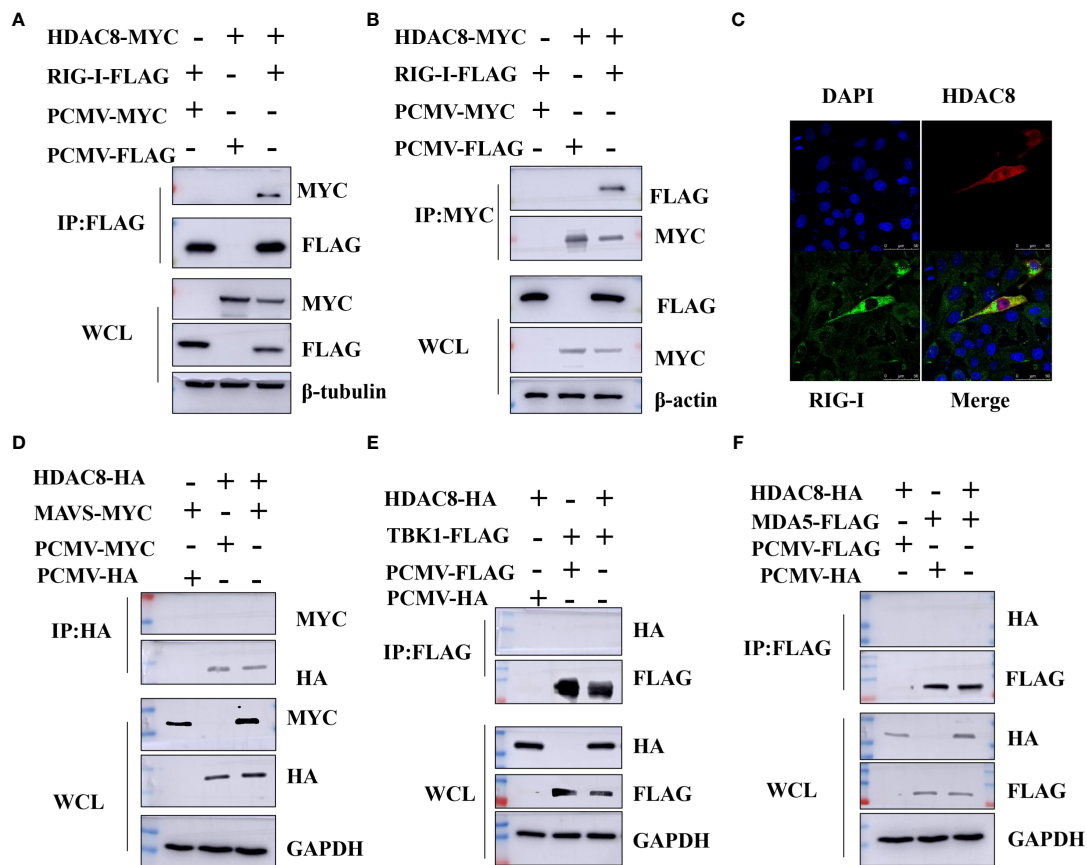 A
HDAC8-MYC - + +
RIG-I-FLAG + - +
PCMV-MYC + - -
PCMV-FLAG - + -
IP:FLAG
MYC
FLAG
WCL
MYC
FLAG
β-tubulin
B
HDAC8-MYC - + +
RIG-I-FLAG + - +
PCMV-MYC + - -
PCMV-FLAG - + -
IP:MYC
FLAG
MYC
WCL
FLAG
MYC
β-actin
C
DAPI HDAC8
RIG-I Merge
D
HDAC8-HA - + +
MAVS-MYC + - +
PCMV-MYC - + -
PCMV-HA + - -
IP:HA
MYC
HA
WCL
MYC
HA
GAPDH
E
HDAC8-HA + - +
TBK1-FLAG - + +
PCMV-FLAG - + -
PCMV-HA + - -
IP:FLAG
HA
FLAG
WCL
HA
FLAG
GAPDH
F
HDAC8-HA + - +
MDA5-FLAG - + +
PCMV-FLAG + - -
PCMV-HA - + -
IP:FLAG
HA
FLAG
WCL
HA
FLAG
GAPDH